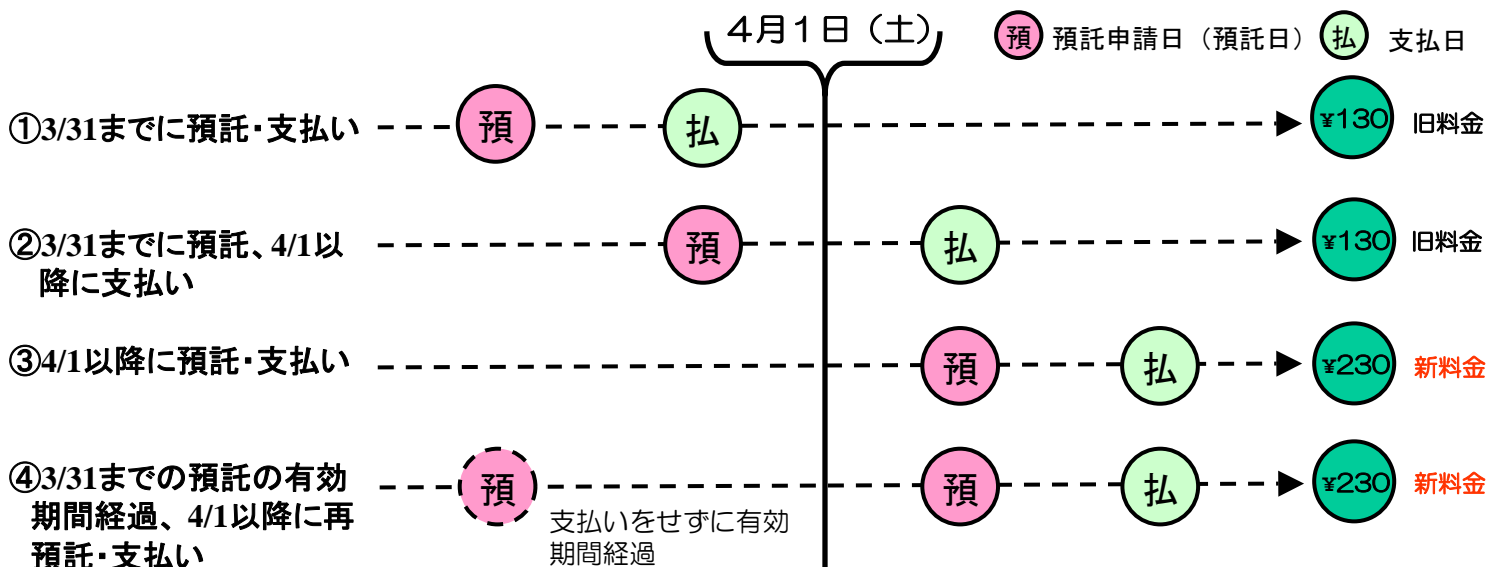 4月1日（土）
預 預託申請日（預託日） 払 支払日
①3/31までに預託・支払い 預 払 ¥130 旧料金
②3/31までに預託、4/1以
降に支払い
預 払 ¥130 旧料金
③4/1以降に預託・支払い 預 払 ¥230 新料金
④3/31までの預託の有効
期間経過、4/1以降に再
預託・支払い
預 預 払 ¥230 新料金
支払いをせずに有効
期間経過